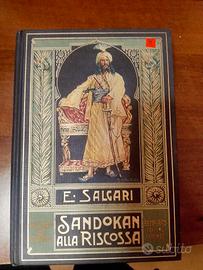 E. SALGARI
SANDOKAN
ALLA RISCOSSA
subito